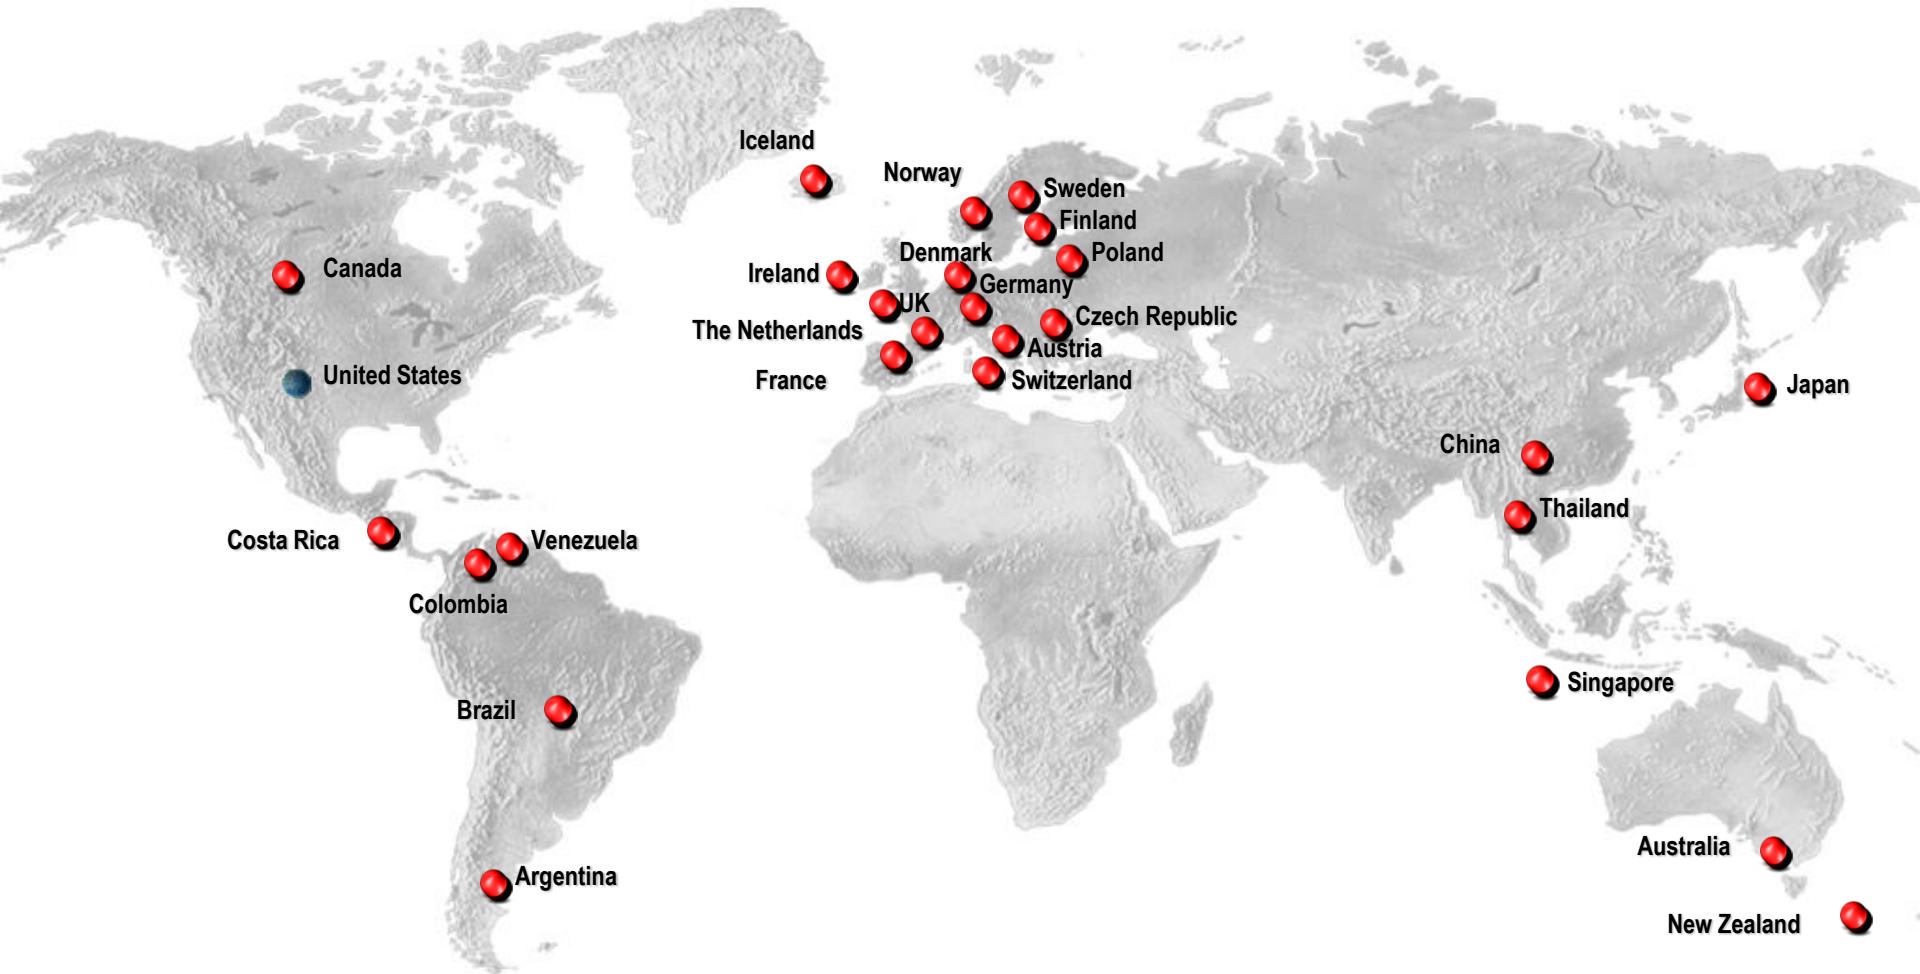 Iceland
Norway
Sweden
Finland
Denmark
Poland
Canada
Ireland
Germany
UK
Czech Republic
The Netherlands
Austria
United States
France
Switzerland
Japan
China
Thailand
Costa Rica
Venezuela
Colombia
Singapore
Brazil
Australia
Argentina
New Zealand